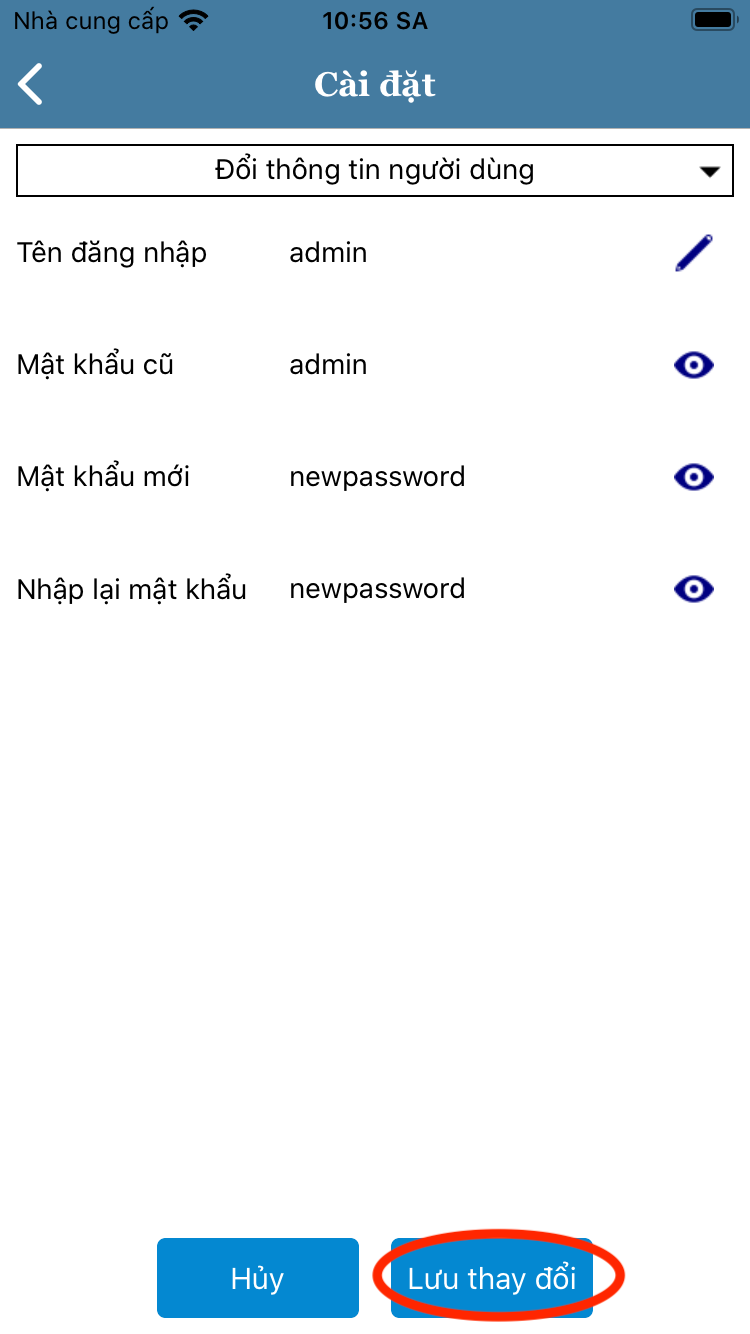 Nhà cung cấp 10:56 SA
Cài đặt
Đổi thông tin người dùng
Tên đăng nhập admin
Mật khẩu cũ admin
Mật khẩu mới newpassword
Nhập lại mật khẩu newpassword
Hủy Lưu thay đổi